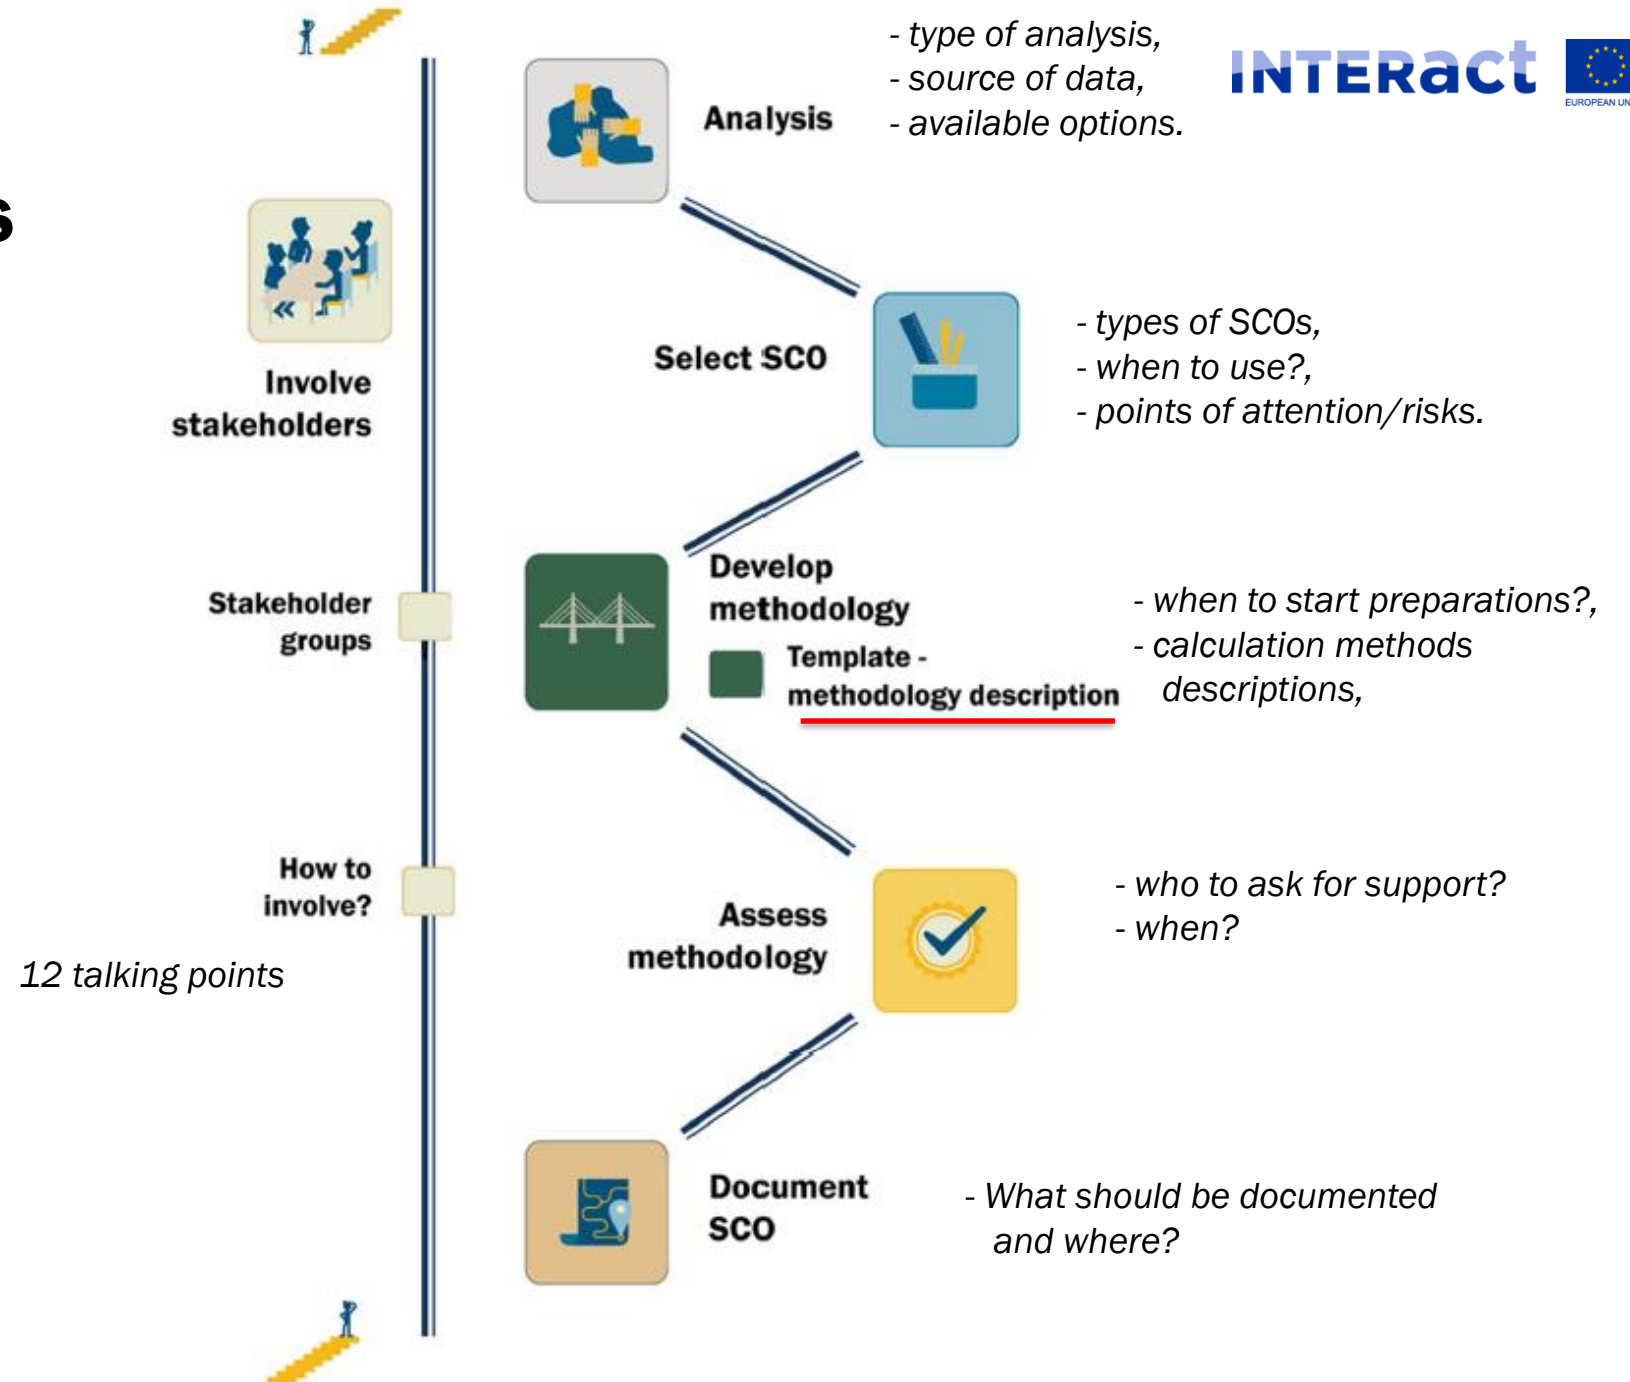 - type of analysis,
- source of data,
- available options.
INTERact
EUROPEAN UN
Analysis
s
Select SCO
- types of SCOs,
- when to use?,
- points of attention/risks.
Involve
stakeholders
Develop
methodology
Template -
methodology description
- when to start preparations?,
- calculation methods
descriptions,
Stakeholder
groups
How to
involve?
12 talking points
Assess
methodology
- who to ask for support?
- when?
Document
SCO
- What should be documented
and where?